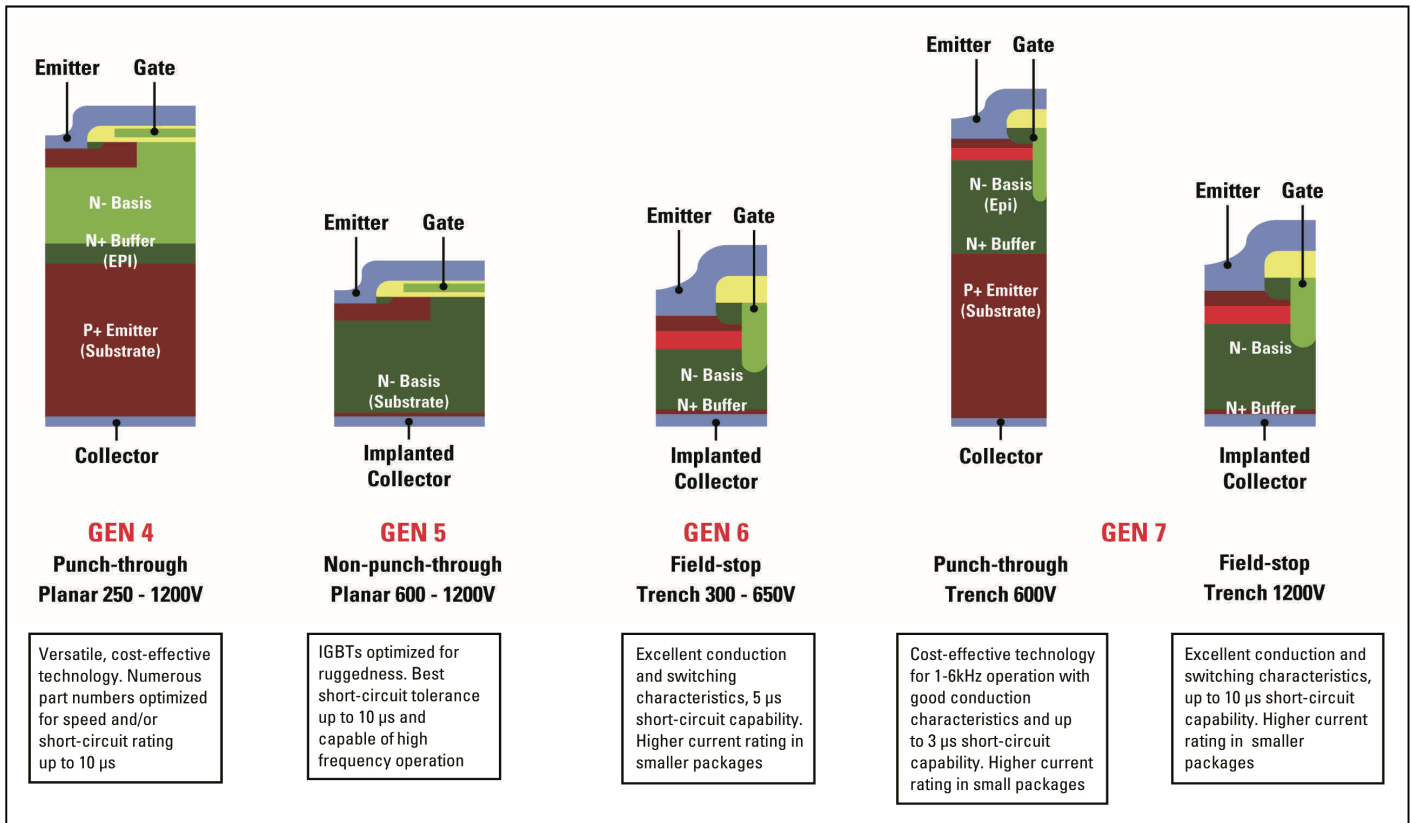 Emitter Gate
N- Basis
N+ Buffer
(EPI)
P+ Emitter
(Substrate)
Collector
GEN 4
Punch-through
Planar 250 - 1200V
Versatile, cost-effective
technology. Numerous
part numbers optimized
for speed and/or
short-circuit rating
up to 10 µs
Emitter Gate
N- Basis
(Substrate)
Implanted
Collector
GEN 5
Non-punch-through
Planar 600 - 1200V
IGBTs optimized for
ruggedness. Best
short-circuit tolerance
up to 10 µs and
capable of high
frequency operation
Emitter Gate
N- Basis
N+ Buffer
Implanted
Collector
GEN 6
Field-stop
Trench 300 - 650V
Excellent conduction
and switching
characteristics, 5 µs
short-circuit capability.
Higher current rating in
smaller packages
Emitter Gate
N- Basis
(Epi)
N+ Buffer
P+ Emitter
(Substrate)
Collector
GEN 7
Punch-through
Trench 600V
Cost-effective technology
for 1-6kHz operation with
good conduction
characteristics and up
to 3 µs short-circuit
capability. Higher current
rating in small packages
Emitter Gate
N- Basis
N+ Buffer
Implanted
Collector
Field-stop
Trench 1200V
Excellent conduction and
switching characteristics,
up to 10 µs short-circuit
capability. Higher current
rating in smaller
packages